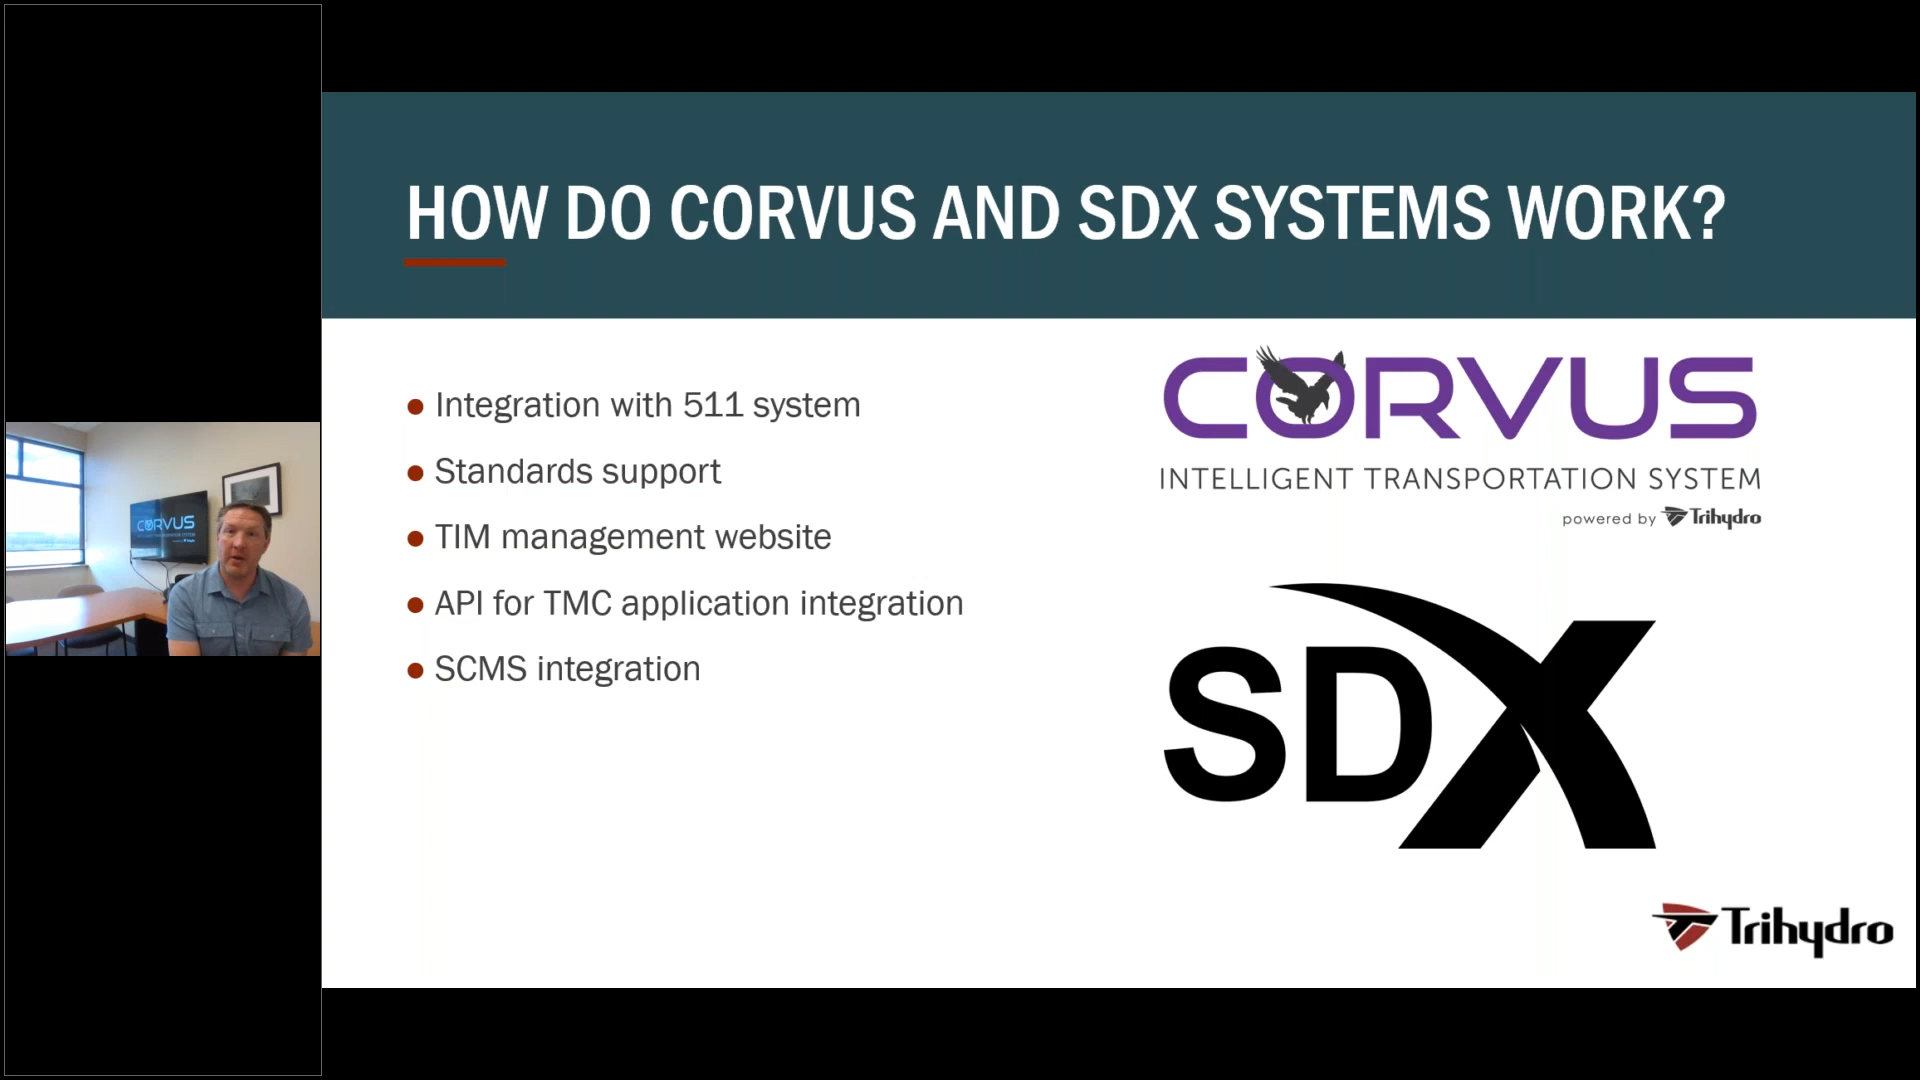 HOW DO CORVUS AND SDX SYSTEMS WORK?
● Integration with 511 system
● Standards support
● TIM management website
● API for TMC application integration
● SCMS integration
CORVUS
INTELLIGENT TRANSPORTATION SYSTEM
powered by Trihydro
SDX
Trihydro
CORVUS